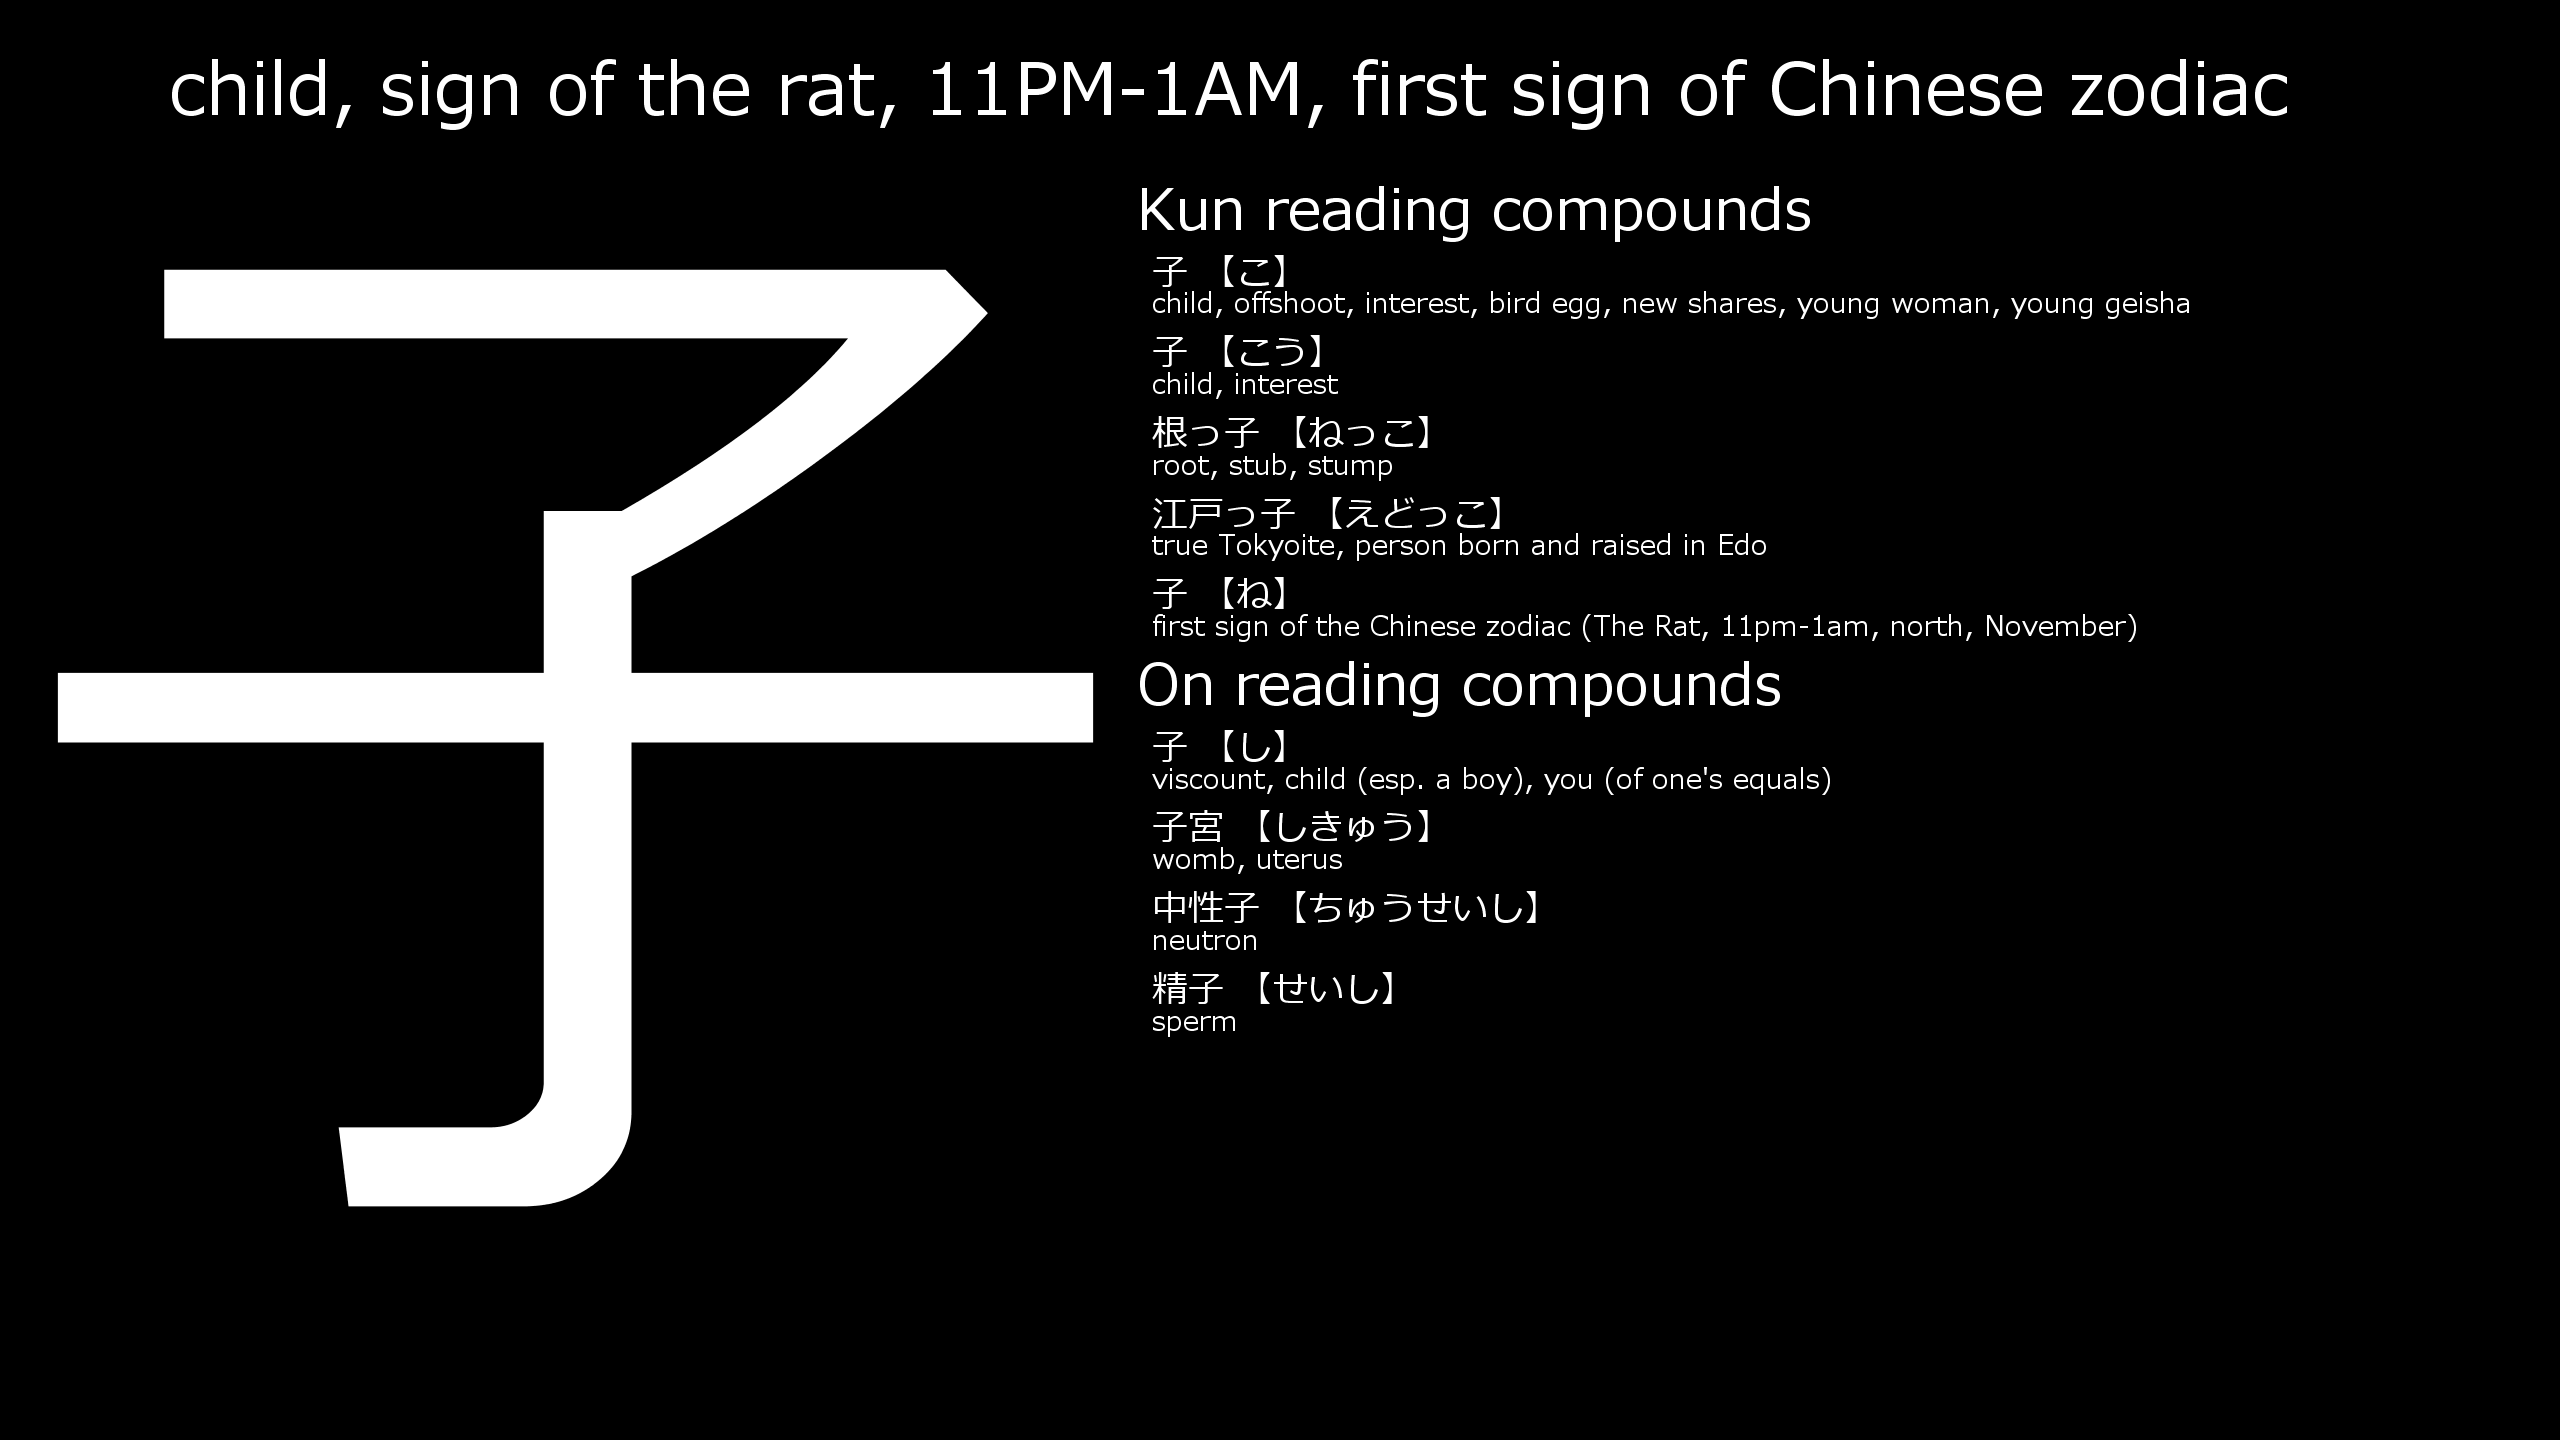 child, sign of the rat, 11PM-1AM, first sign of Chinese zodiac
子
Kun reading compounds
子 【こ】
child, offshoot, interest, bird egg, new shares, young woman, young geisha
子 【こう】
child, interest
根っ子 【ねっこ】
root, stub, stump
江戸っ子 【えどっこ】
true Tokyoite, person born and raised in Edo
子 【ね】
first sign of the Chinese zodiac (The Rat, 11pm-1am, north, November)
On reading compounds
子 【し】
viscount, child (esp. a boy), you (of one's equals)
子宮 【しきゅう】
womb, uterus
中性子 【ちゅうせいし】
neutron
精子 【せいし】
sperm